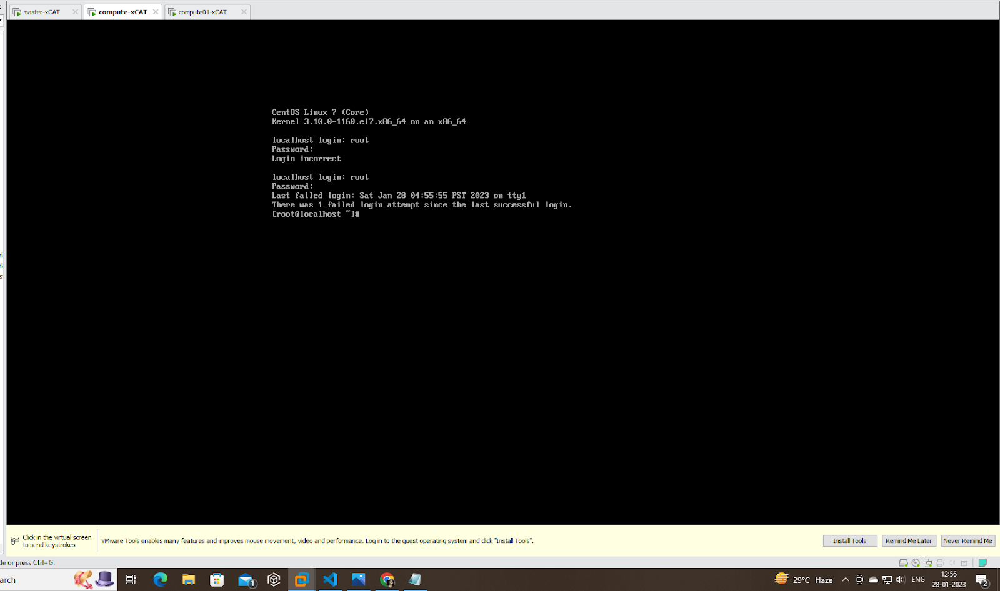 master-xCAT
compute-xCAT
compute01-xCAT
CentOS Linux 7 (Core)
Kernel 3.10.0-1160.el7.x86_64 on an x86_64
localhost login: root
Password:
Login incorrect
localhost login: root
Password:
Last failed login: Sat Jan 28 04:55:55 PST 2023 on tty1
There was 1 failed login attempt since the last successful login.
[root@localhost ~]#
Click in the virtual screen
to send keystrokes
VMware Tools enables many features and improves mouse movement, video and performance. Log in to the guest operating system and click "Install Tools".
Install Tools
Remind Me Later
Never Remind Me
de or press Ctrl+G.
arch
1
29°C Haze
ENG
12:56
28-01-2023
2